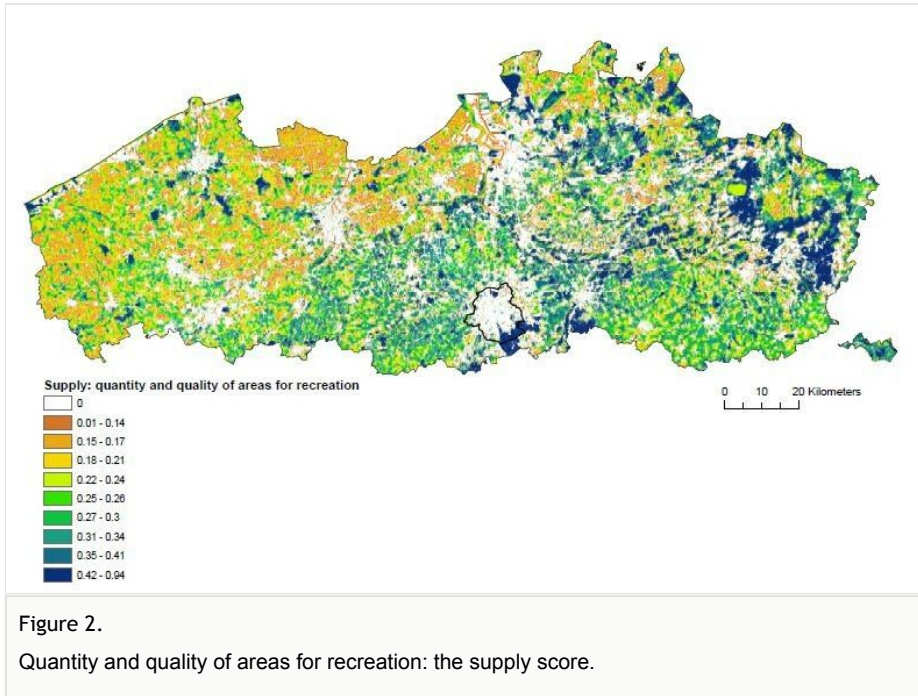 Supply: quantity and quality of areas for recreation
0
0.01 - 0.14
0.15 - 0.17
0.18 - 0.21
0.22 - 0.24
0.25 - 0.26
0.27 - 0.3
0.31 - 0.34
0.35 - 0.41
0.42 - 0.94
0 10 20 Kilometers
Figure 2.
Quantity and quality of areas for recreation: the supply score.